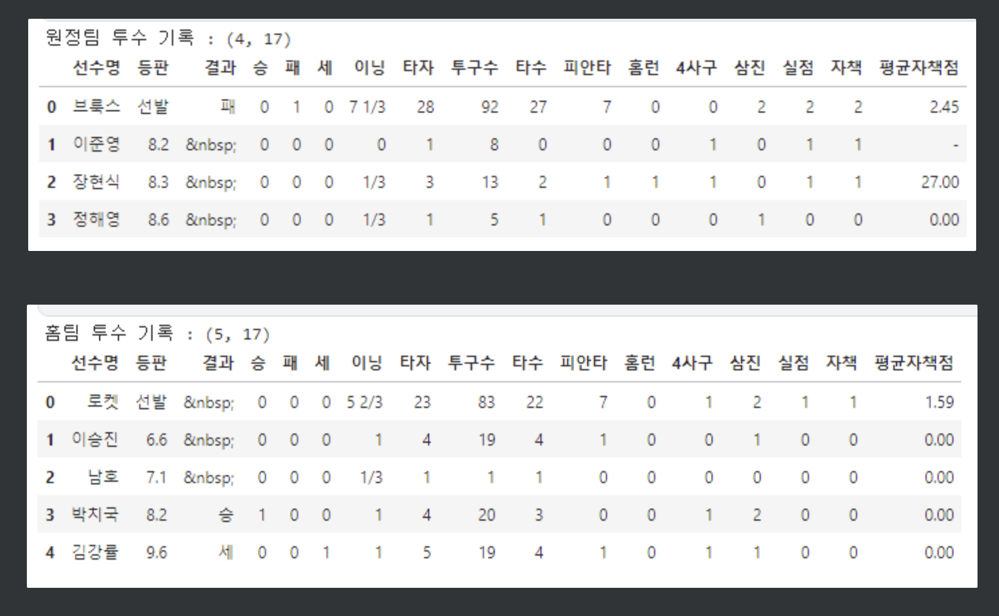 원정팀 투수 기록 : (4, 17)
선수명 등판 결과 승 패 세 이닝 타자 투구수 타수 피안타 홈런 4사구 삼진 실점 자책 평균자책점
0 브룩스 선발 패 0 1 0 7 1/3 28 92 27 7 0 0 2 2 2 2.45
1 이준영 8.2 &nbsp; 0 0 0 0 1 8 0 0 0 1 0 1 1 -
2 장현식 8.3 &nbsp; 0 0 0 1/3 3 13 2 1 1 1 0 1 1 27.00
3 정해영 8.6 &nbsp; 0 0 0 1/3 1 5 1 0 0 0 1 0 0 0.00
홈팀 투수 기록 : (5, 17)
선수명 등판 결과 승 패 세 이닝 타자 투구수 타수 피안타 홈런 4사구 삼진 실점 자책 평균자책점
0 로켓 선발 &nbsp; 0 0 0 5 2/3 23 83 22 7 0 1 2 1 1 1.59
1 이승진 6.6 &nbsp; 0 0 0 1 4 19 4 1 0 0 1 0 0 0.00
2 남호 7.1 &nbsp; 0 0 0 1/3 1 1 1 0 0 0 0 0 0 0.00
3 박치국 8.2 승 1 0 0 1 4 20 3 0 0 1 2 0 0 0.00
4 김강률 9.6 세 0 0 1 1 5 19 4 1 0 1 1 0 0 0.00